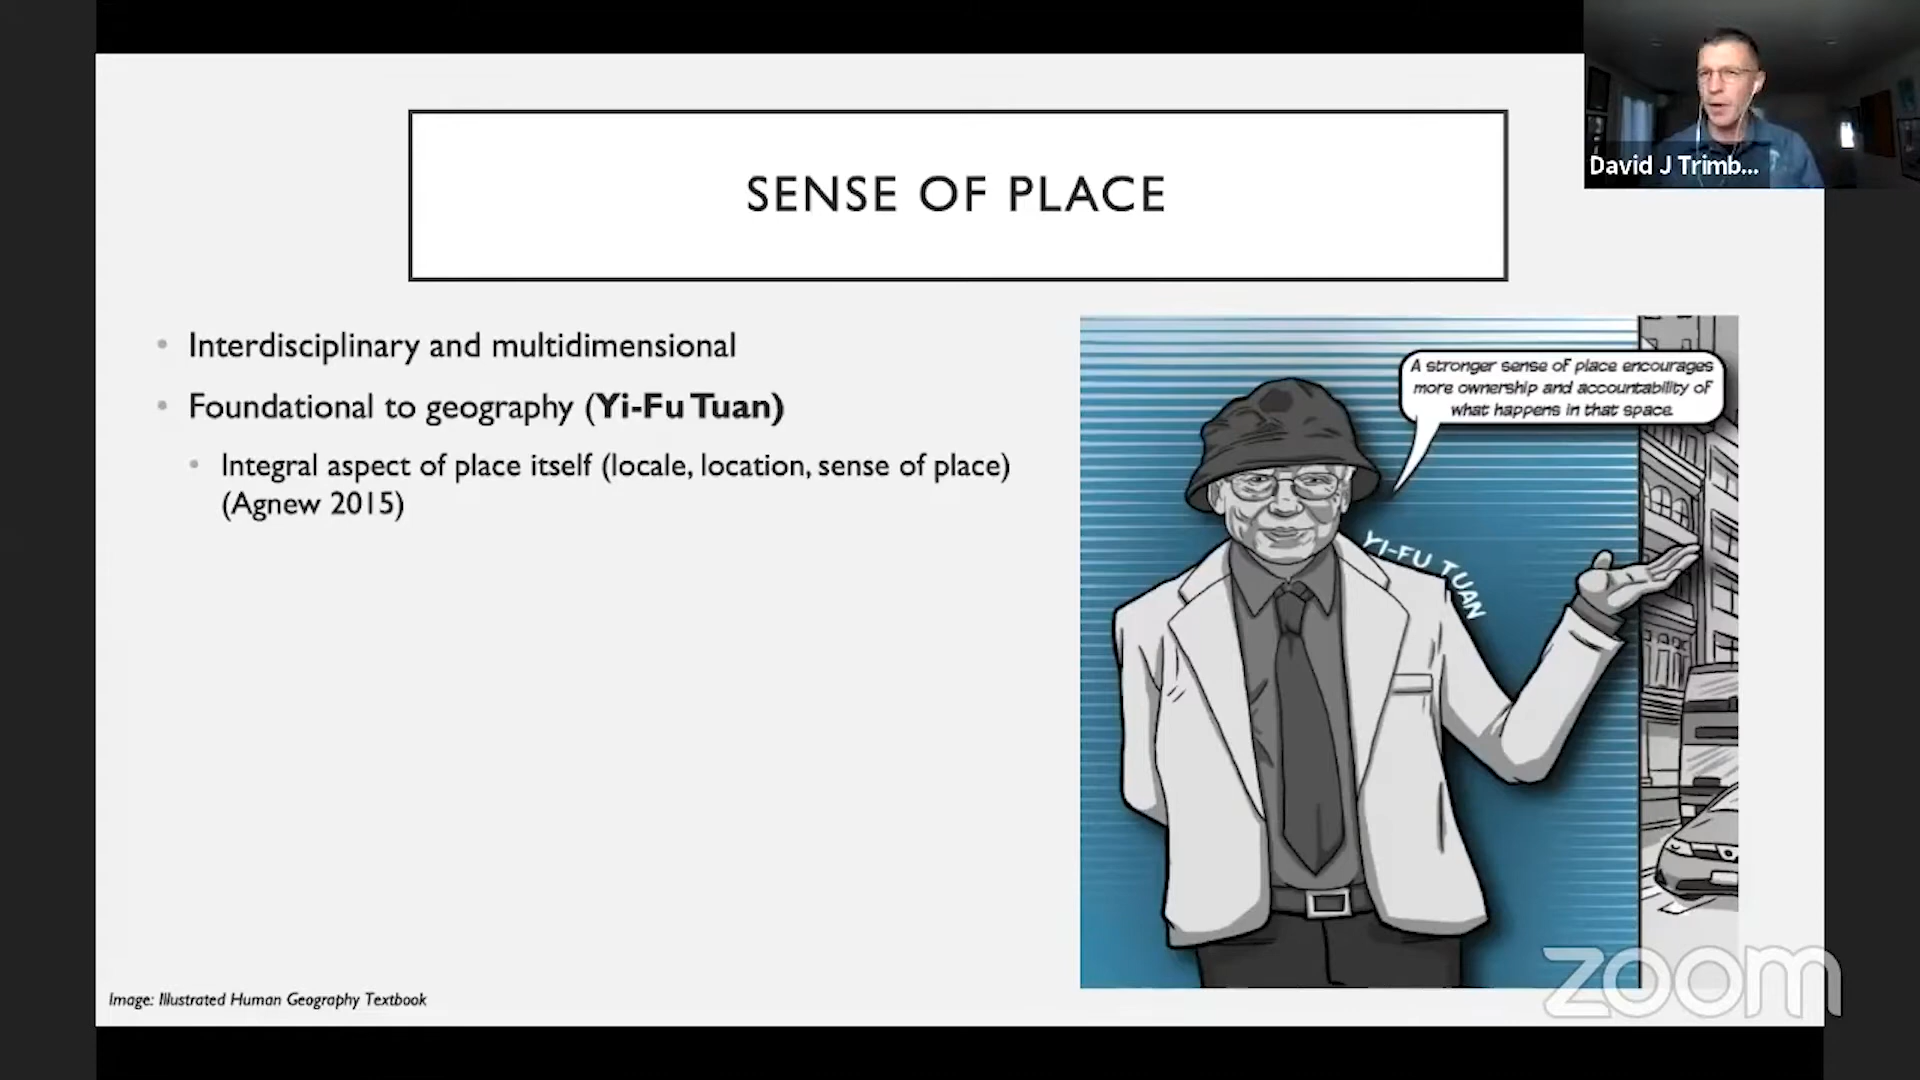 SENSE OF PLACE
David J Trimb...
Interdisciplinary and multidimensional
Foundational to geography (Yi-Fu Tuan)
Integral aspect of place itself (locale, location, sense of place)
(Agnew 2015)
A stronger sense of place encourages
more ownership and accountability of
what happens in that space.
YI-FU TUAN
Image: Illustrated Human Geography Textbook
zoom